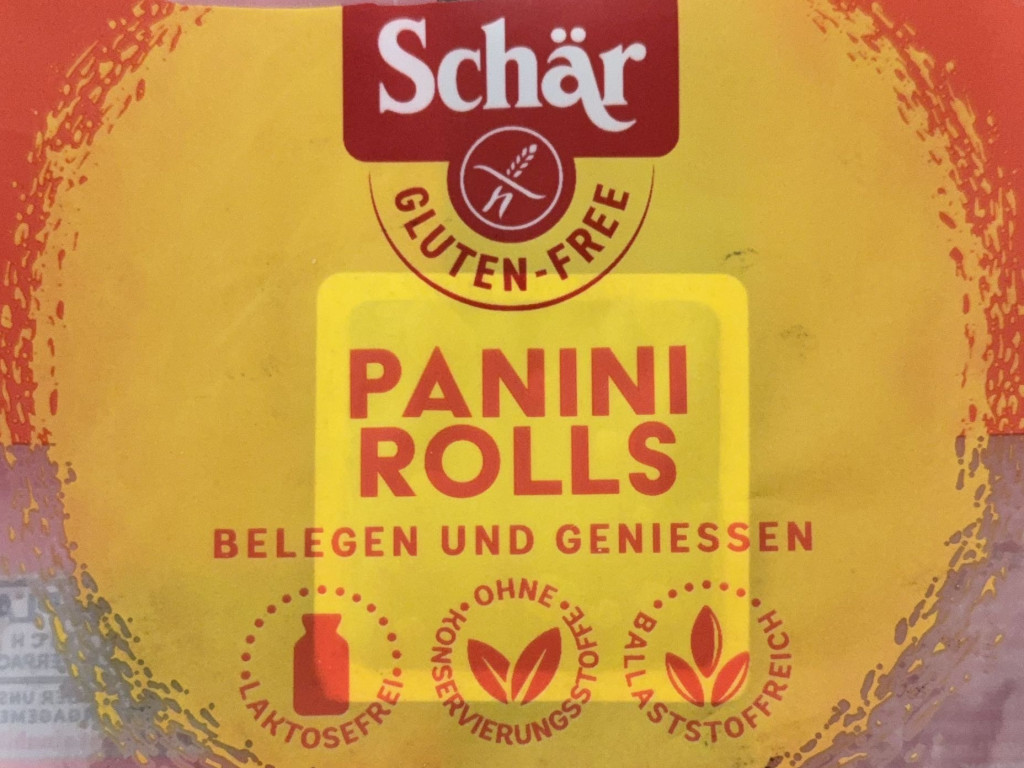 Schär
GLUTEN-FREE
PANINI
ROLLS
BELEGEN UND GENIESSEN
LAKTOSEFREI
OHNE KONSERVIERUNGSSTOFFE
BALLASTSTOFFREICH